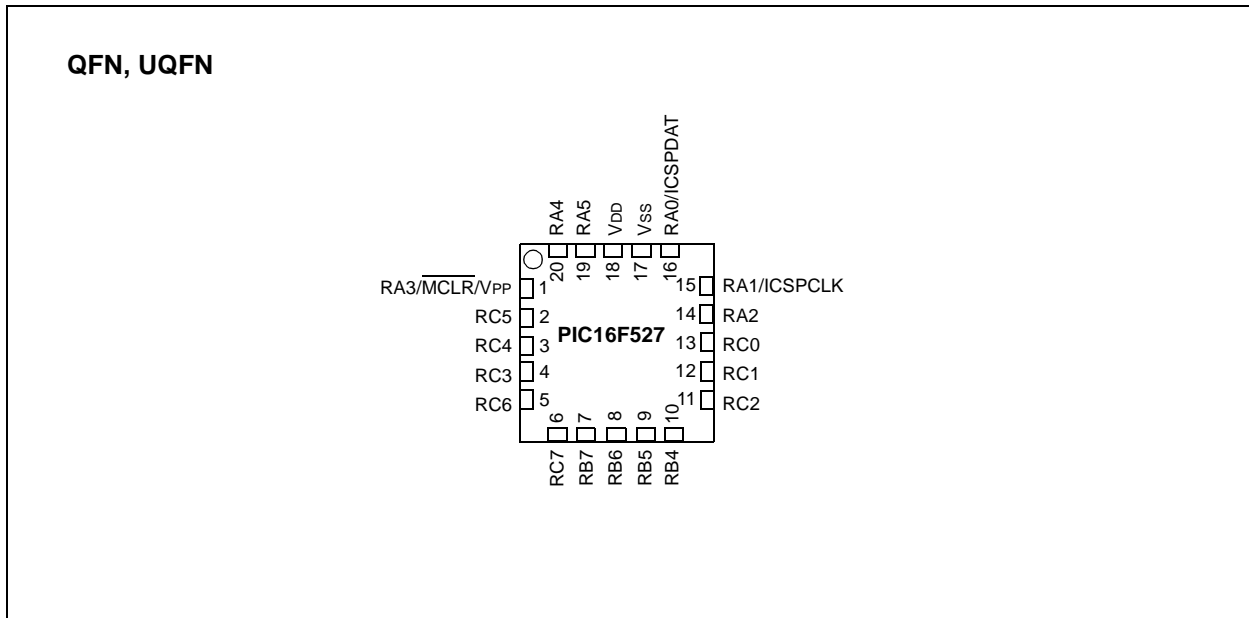 QFN, UQFN
RA4
RA5
VDD
VSS
RA0/ICSPDAT
20
19
18
17
16
RA3/MCLR/VPP 1
RC5 2
RC4 3
RC3 4
RC6 5
PIC16F527
15 RA1/ICSPCLK
14 RA2
13 RC0
12 RC1
11 RC2
6
7
8
9
10
RC7
RB7
RB6
RB5
RB4